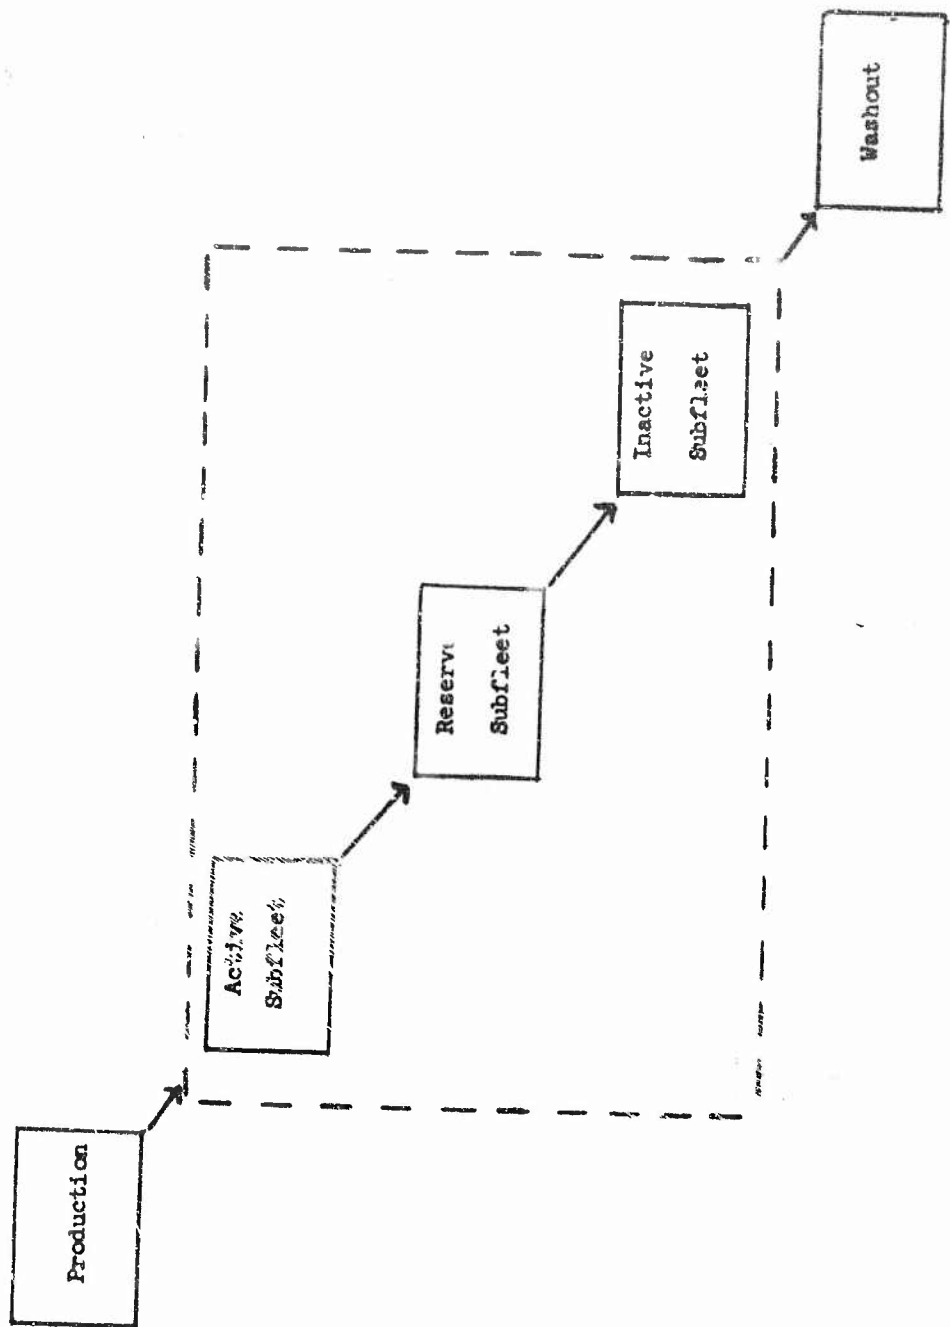 Production
Active
Subfleet
Reserve
Subfleet
Inactive
Subfleet
Washout